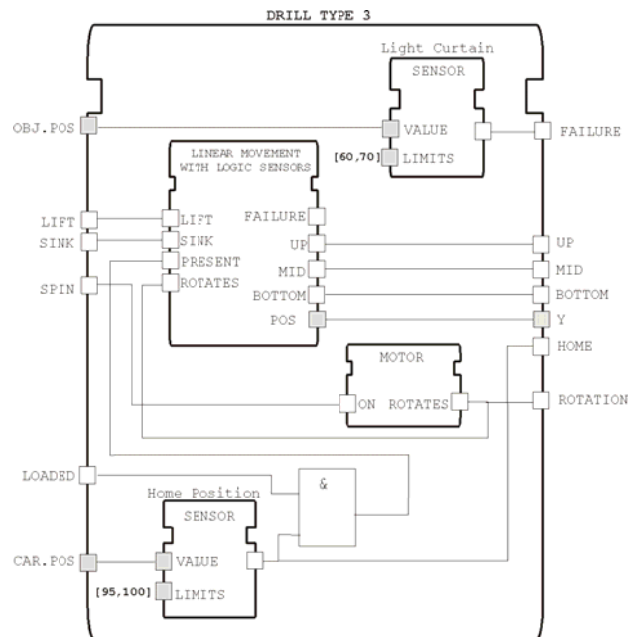 DRILL TYPE 3
Light Curtain
SENSOR
OBJ.POS
VALUE
FAILURE
[60,70]
LIMITS
LINEAR MOVEMENT
WITH LOGIC SENSORS
LIFT
LIFT
FAILURE
SINK
SINK
UP
UP
PRESENT
MID
MID
SPIN
ROTATES
BOTTOM
BOTTOM
POS
Y
HOME
MOTOR
ON
ROTATES
ROTATION
LOADED
&
Home Position
SENSOR
CAR.POS
VALUE
[95,100]
LIMITS